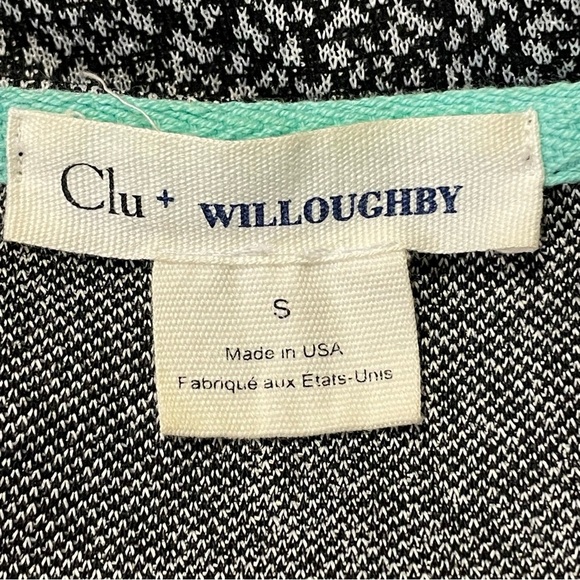 Clu + WILLOUGHBY
S
Made in USA
Fabriqué aux États-Unis